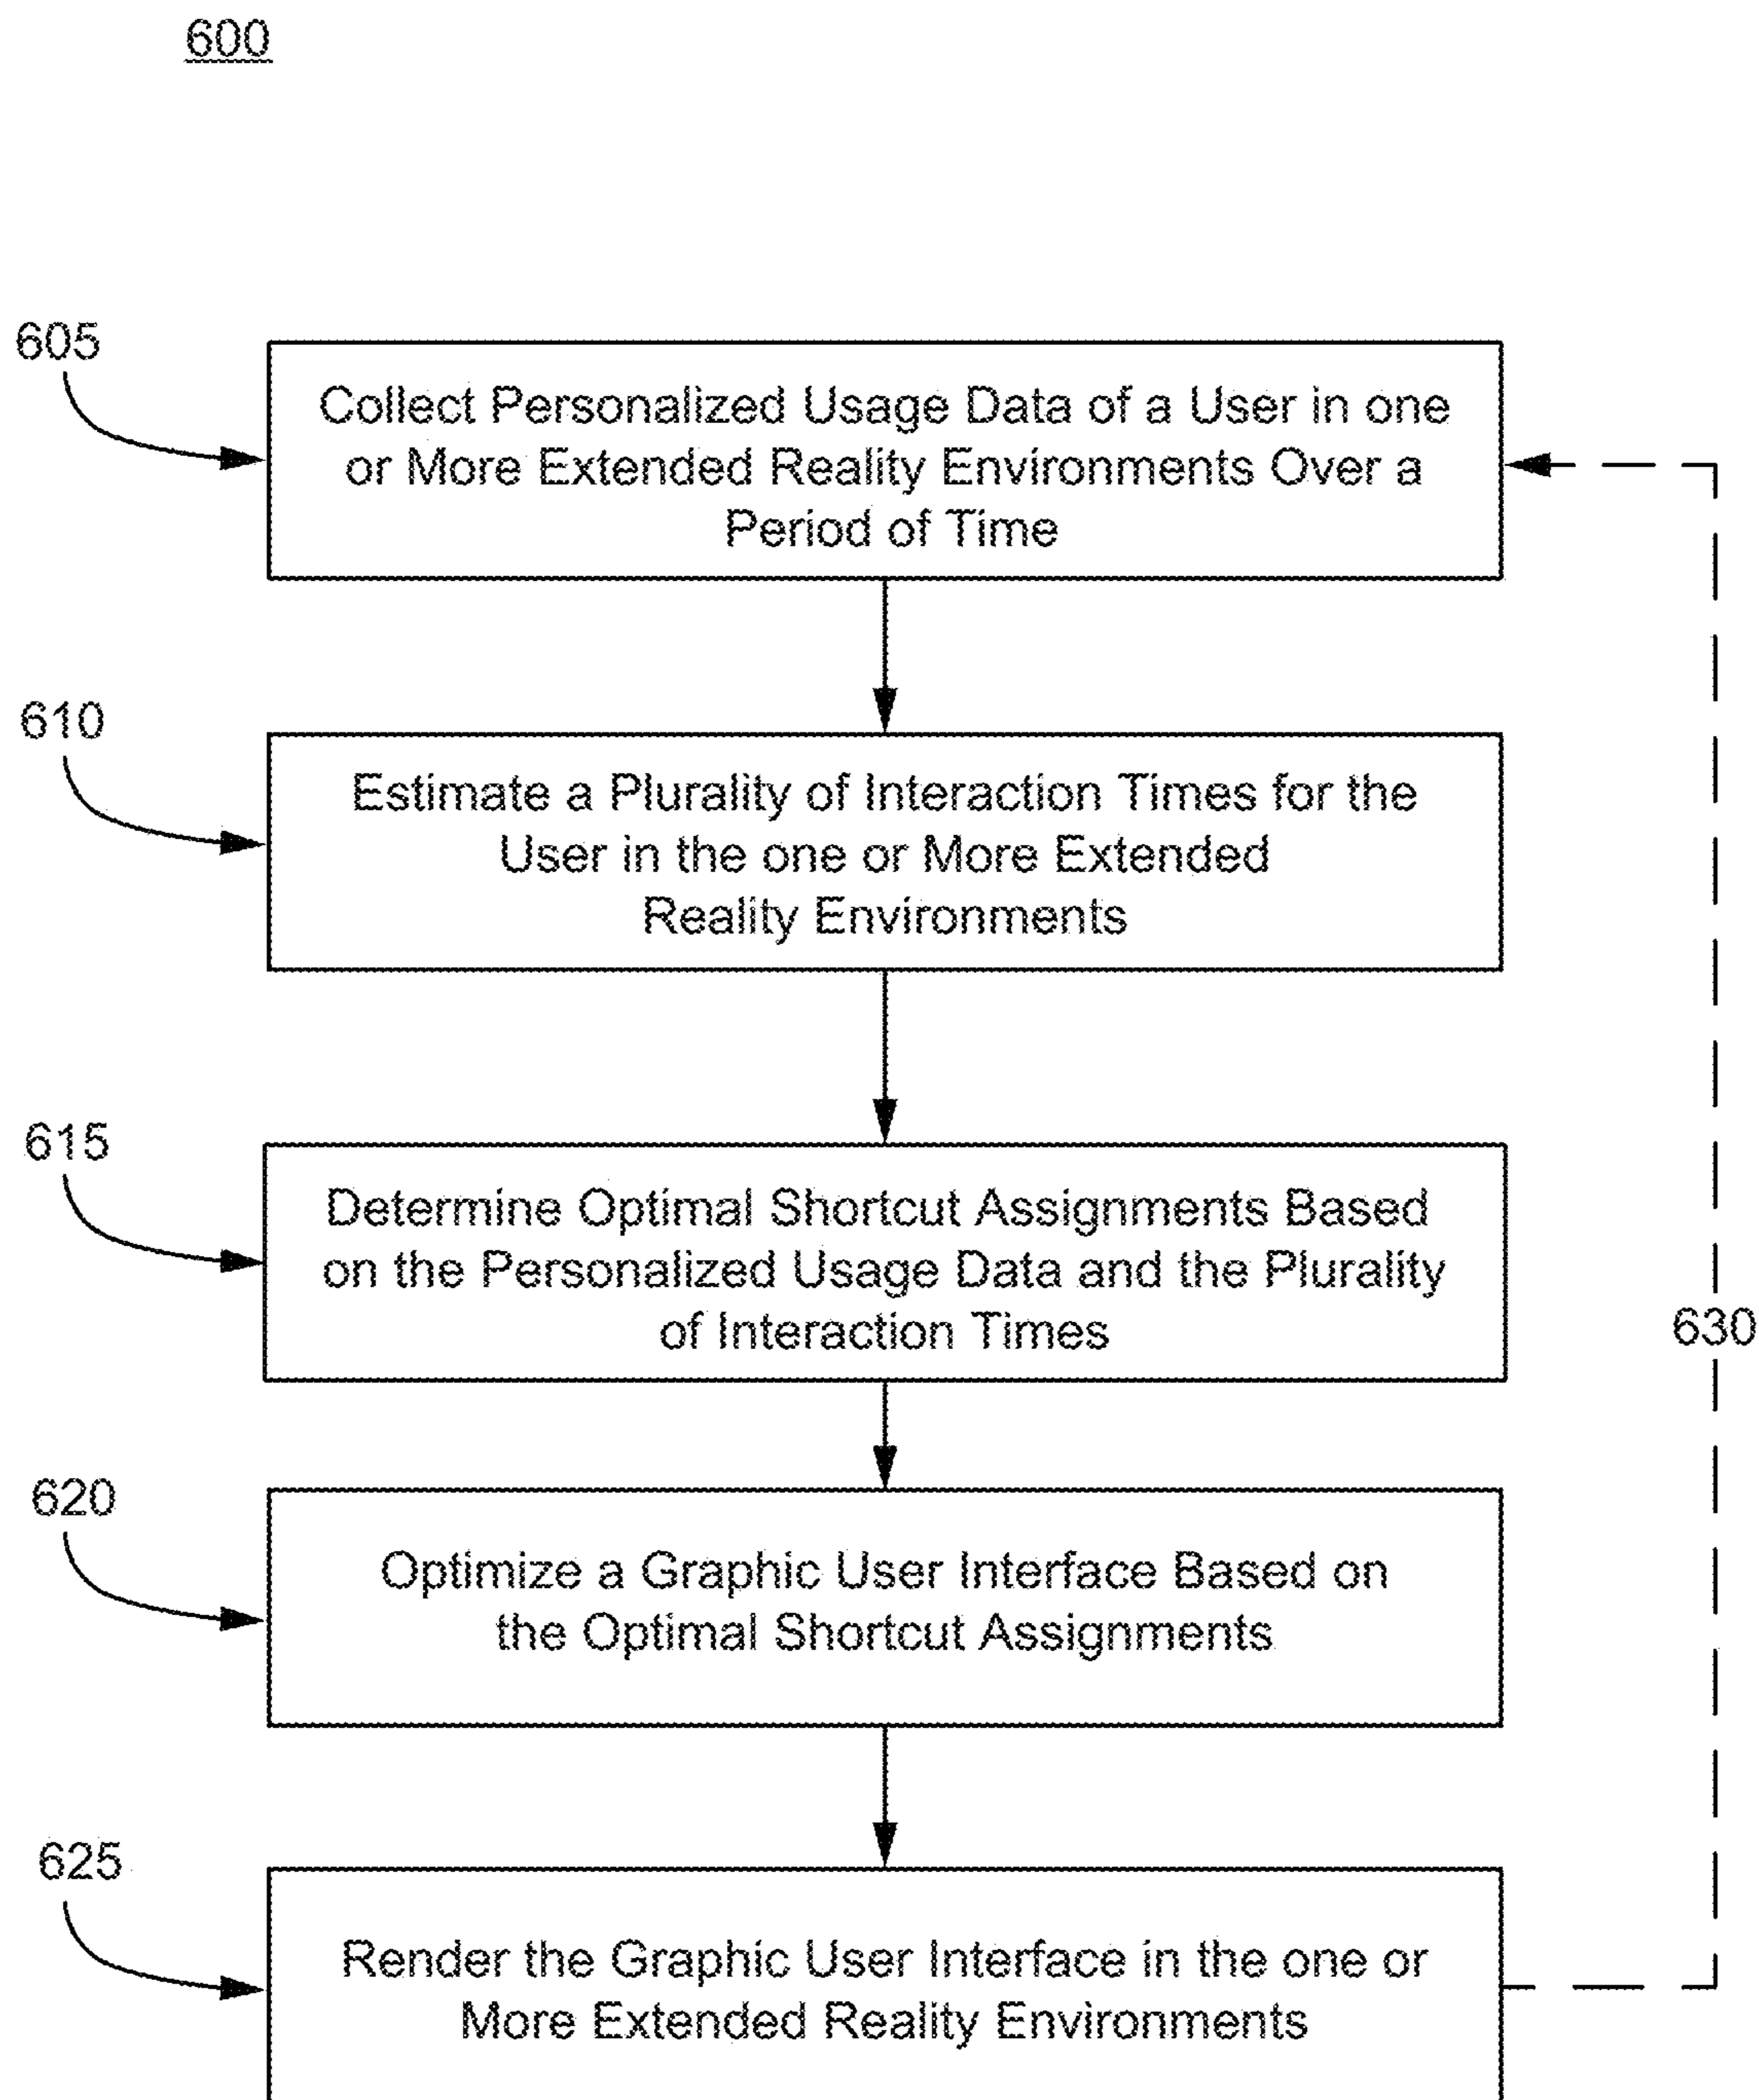 600
605
Collect Personalized Usage Data of a User in one
or More Extended Reality Environments Over a
Period of Time
610
Estimate a Plurality of Interaction Times for the
User in the one or More Extended
Reality Environments
615
Determine Optimal Shortcut Assignments Based
on the Personalized Usage Data and the Plurality
of Interaction Times
630
620
Optimize a Graphic User Interface Based on
the Optimal Shortcut Assignments
625
Render the Graphic User Interface in the one or
More Extended Reality Environments